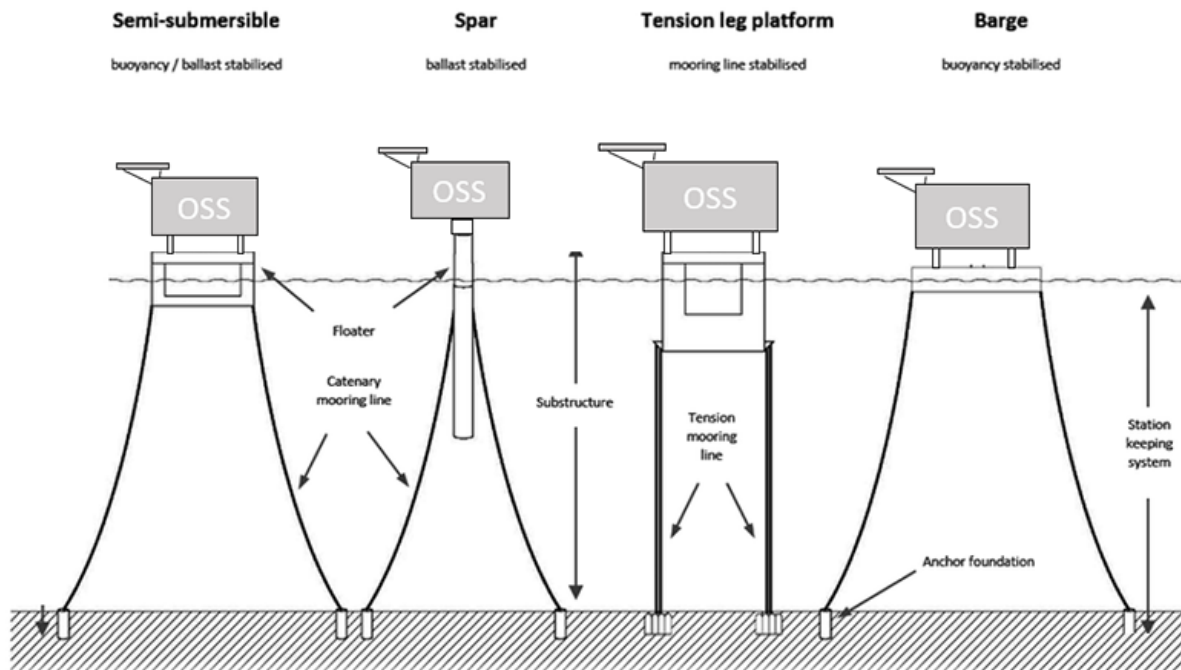 Semi-submersible
buoyancy / ballast stabilised
Spar
ballast stabilised
Tension leg platform
mooring line stabilised
Barge
buoyancy stabilised
OSS
OSS
OSS
OSS
Floater
Catenary
mooring line
Substructure
Tension
mooring
line
Station
keeping
system
Anchor foundation